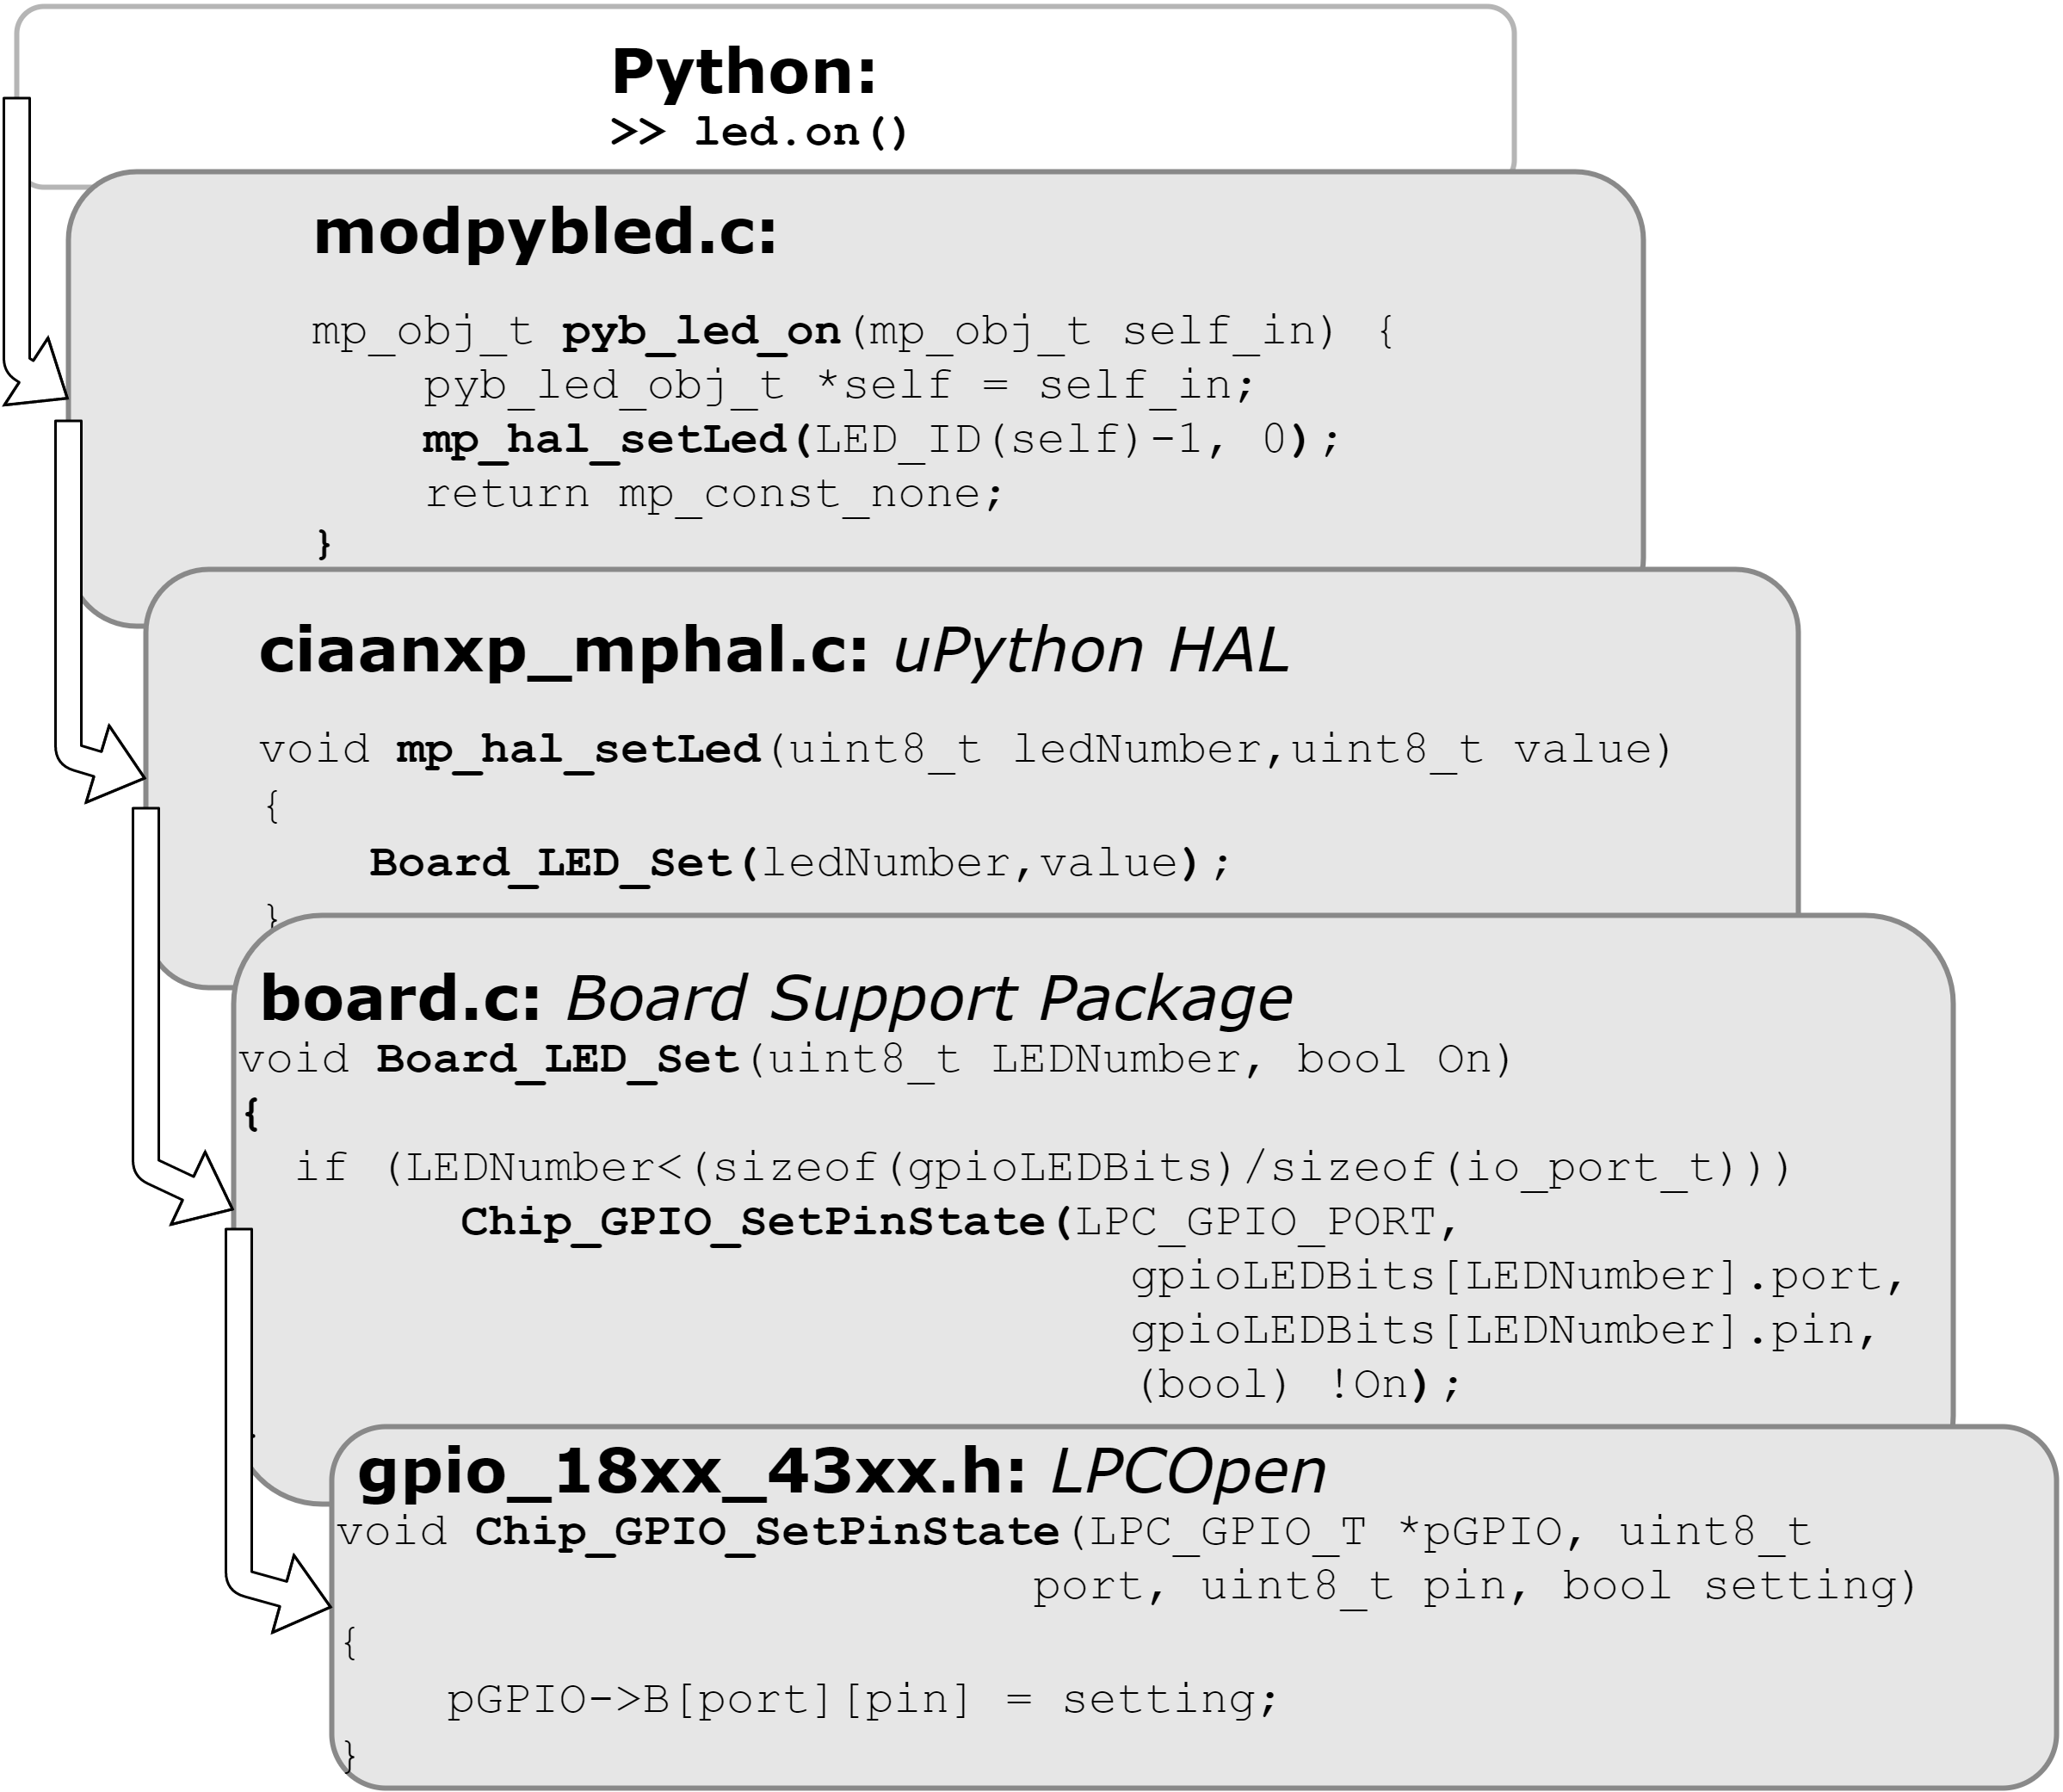 Python:
>> led.on()
modpybled.c:
mp_obj_t pyb_led_on(mp_obj_t self_in) {
pyb_led_obj_t *self = self_in;
mp_hal_setLed(LED_ID(self)-1, 0);
return mp_const_none;
}
ciaanxp_mphal.c: uPython HAL
void mp_hal_setLed(uint8_t ledNumber,uint8_t value)
{
Board_LED_Set(ledNumber,value);
}
board.c: Board Support Package
void Board_LED_Set(uint8_t LEDNumber, bool On)
{
if (LEDNumber<(sizeof(gpioLEDBits)/sizeof(io_port_t)))
Chip_GPIO_SetPinState(LPC_GPIO_PORT,
gpioLEDBits[LEDNumber].port,
gpioLEDBits[LEDNumber].pin,
(bool) !On);
gpio_18xx_43xx.h: LPCOpen
void Chip_GPIO_SetPinState(LPC_GPIO_T *pGPIO, uint8_t
port, uint8_t pin, bool setting)
{
pGPIO->B[port][pin] = setting;
}